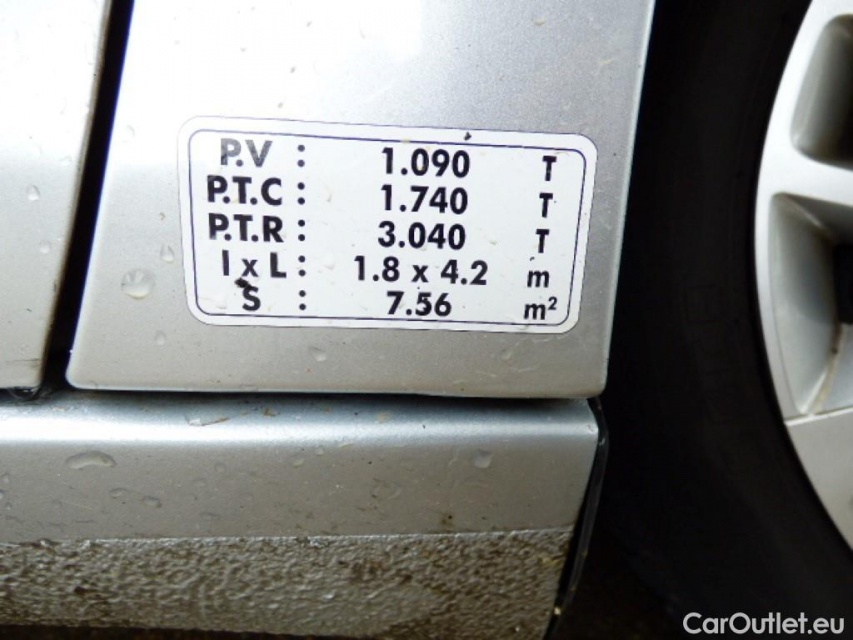 P.V : 1.090 T
P.T.C : 1.740 T
P.T.R : 3.040 T
I x L : 1.8 x 4.2 m
S : 7.56 m²
CarOutlet.eu